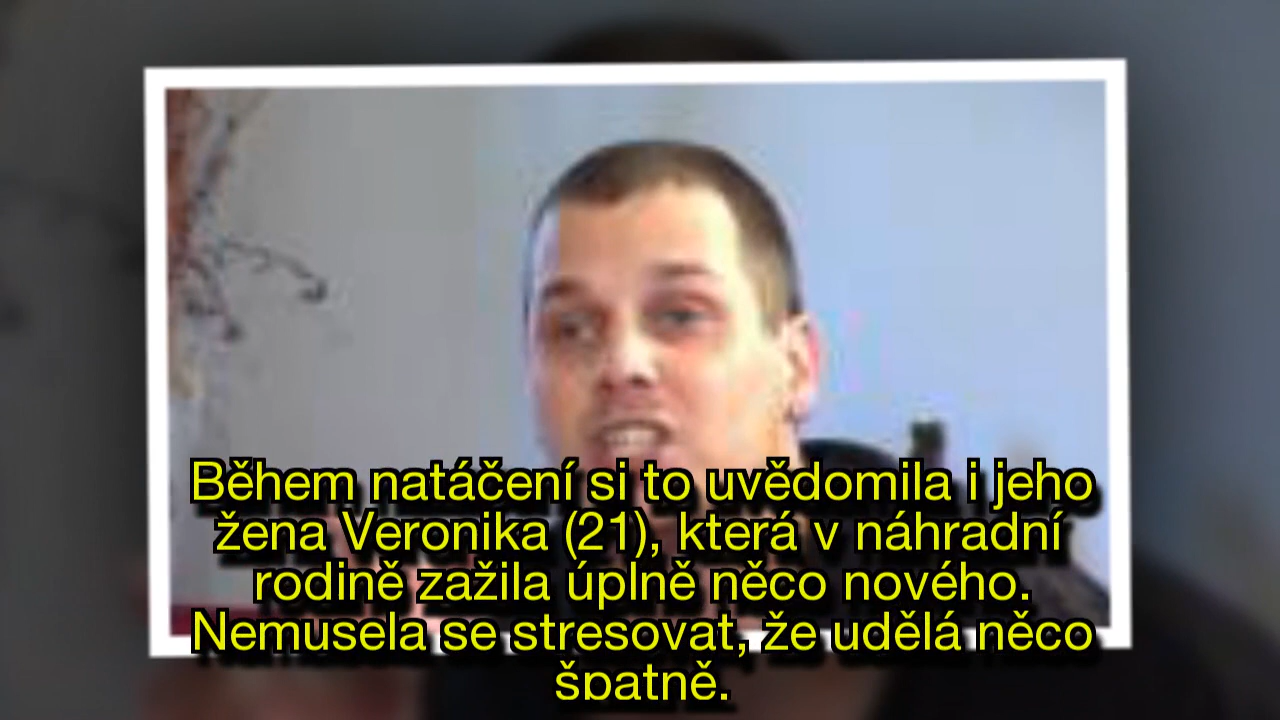 Během natáčení si to uvědomila i jeho
žena Veronika (21), která v náhradní
rodině zažila úplně něco nového.
Nemusela se stresovat, že udělá něco
špatně.